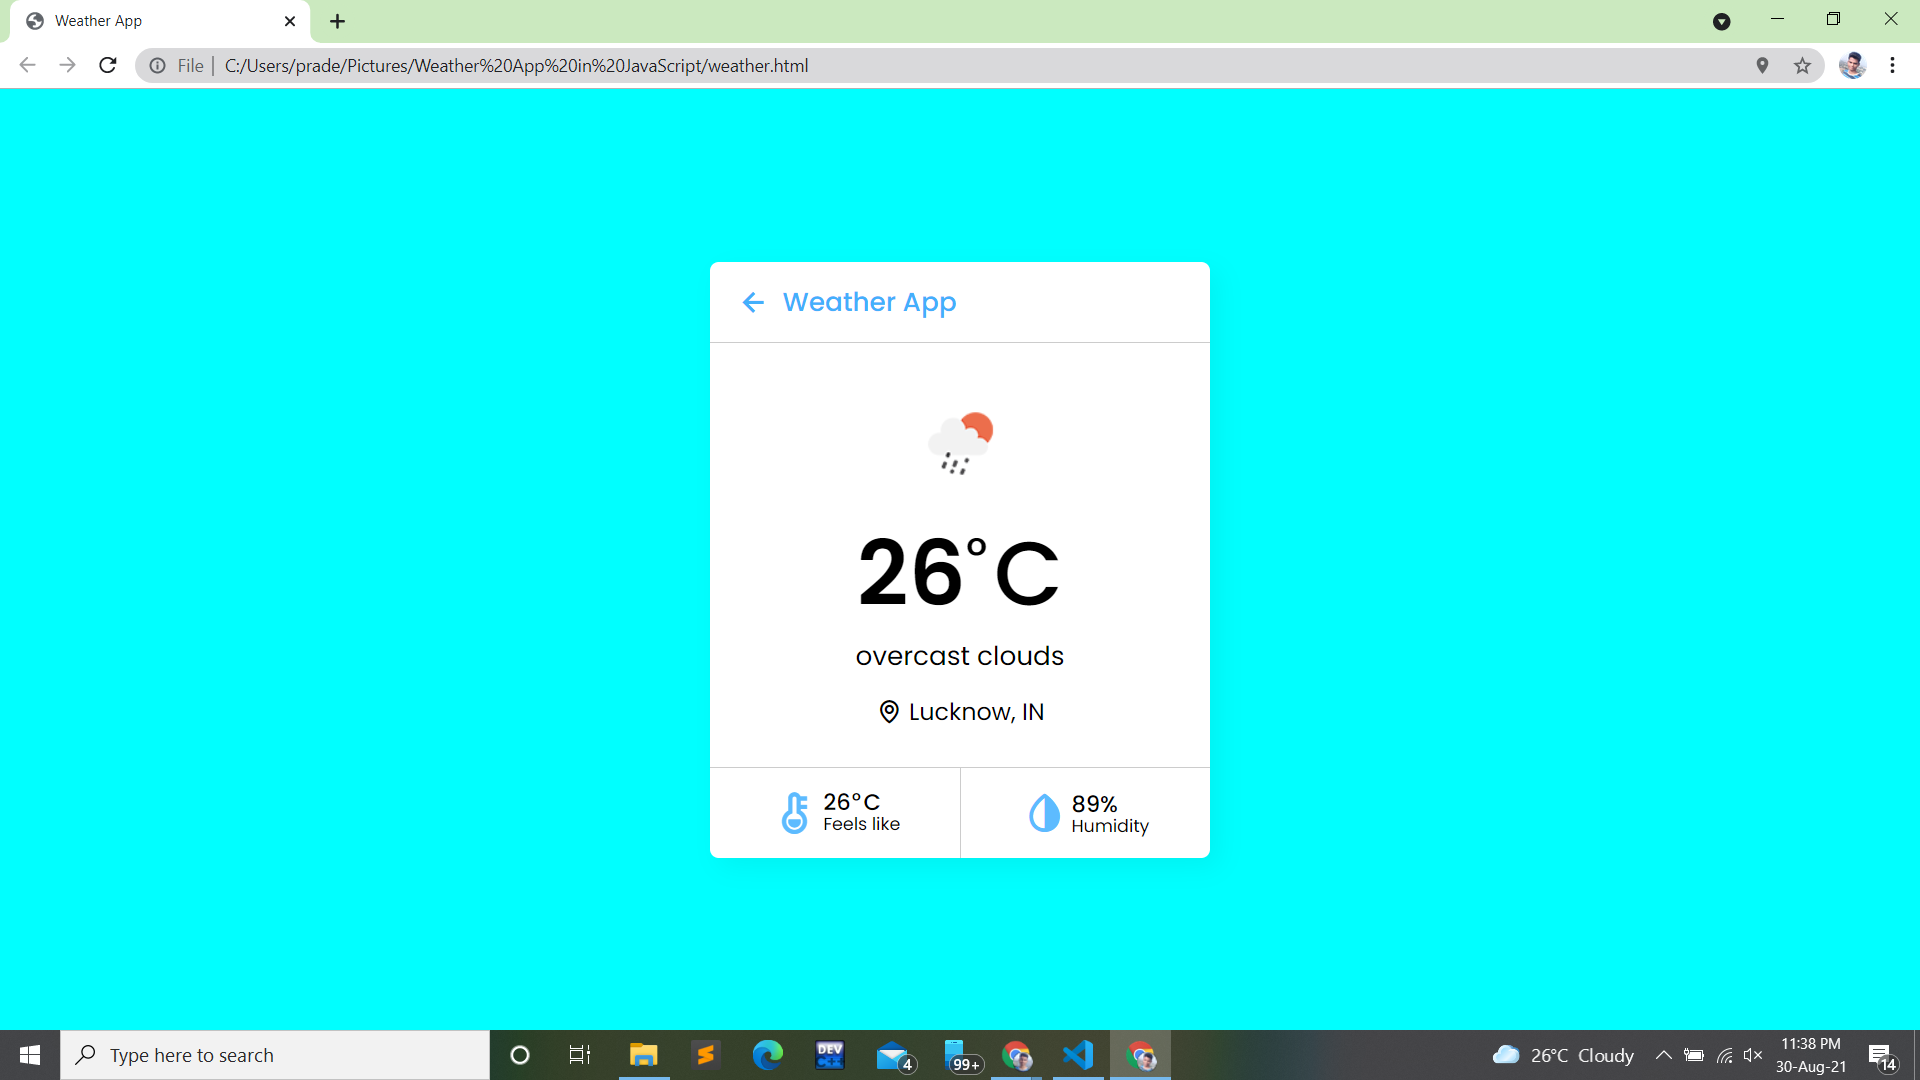 Weather App
File | C:/Users/prade/Pictures/Weather%20App%20in%20JavaScript/weather.html
Weather App
26°C
overcast clouds
Lucknow, IN
26°C
Feels like
89%
Humidity
Type here to search
DEV
C++
4
99+
26°C Cloudy
11:38 PM
30-Aug-21
14